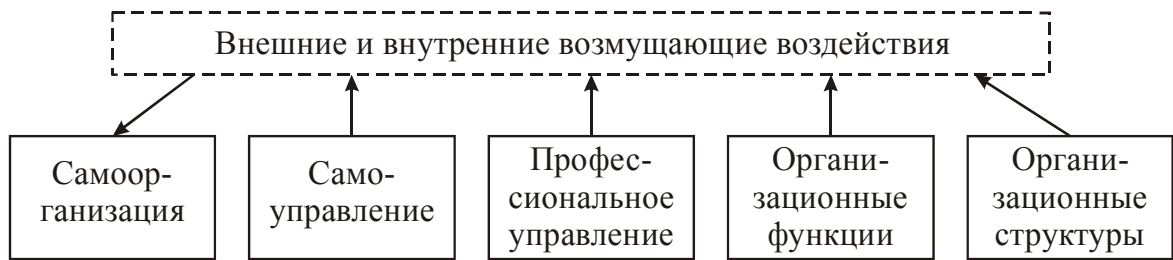 Внешние и внутренние возмущающие воздействия
Самоор-
ганизация
Само-
управление
Профес-
сиональное
управление
Органи-
зационные
функции
Органи-
зационные
структуры